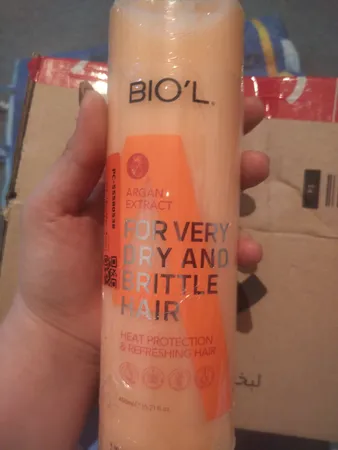 BIO'L
ARGAN
EXTRACT
FOR VERY
DRY AND
BRITTLE
HAIR
HEAT PROTECTION
& REFRESHING HAIR